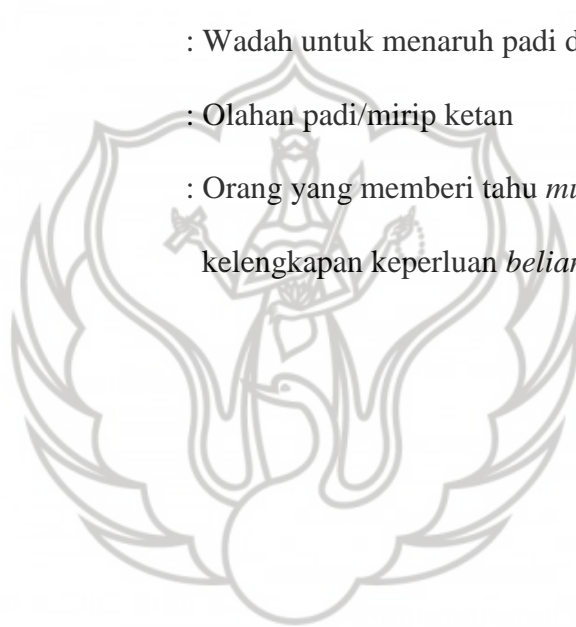 : Wadah untuk menaruh padi
: Olahan padi/mirip ketan
: Orang yang memberi tahu
kelengkapan keperluan